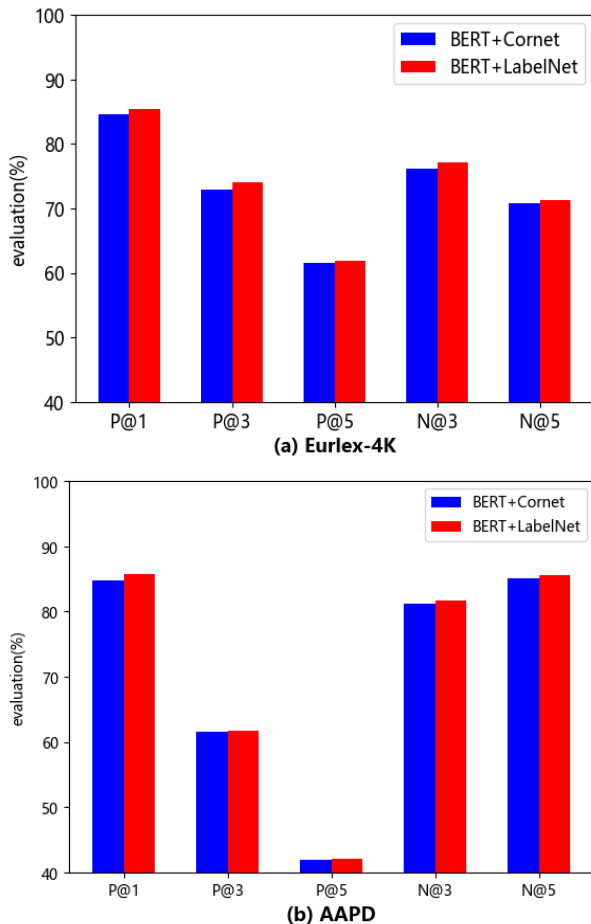 100
BERT+Cornet
BERT+LabelNet
90
80
70
60
50
40
evaluation(%)
P@1 P@3 P@5 N@3 N@5
(a) Eurlex-4K
100
BERT+Cornet
BERT+LabelNet
90
80
70
60
50
40
evaluation(%)
P@1 P@3 P@5 N@3 N@5
(b) AAPD